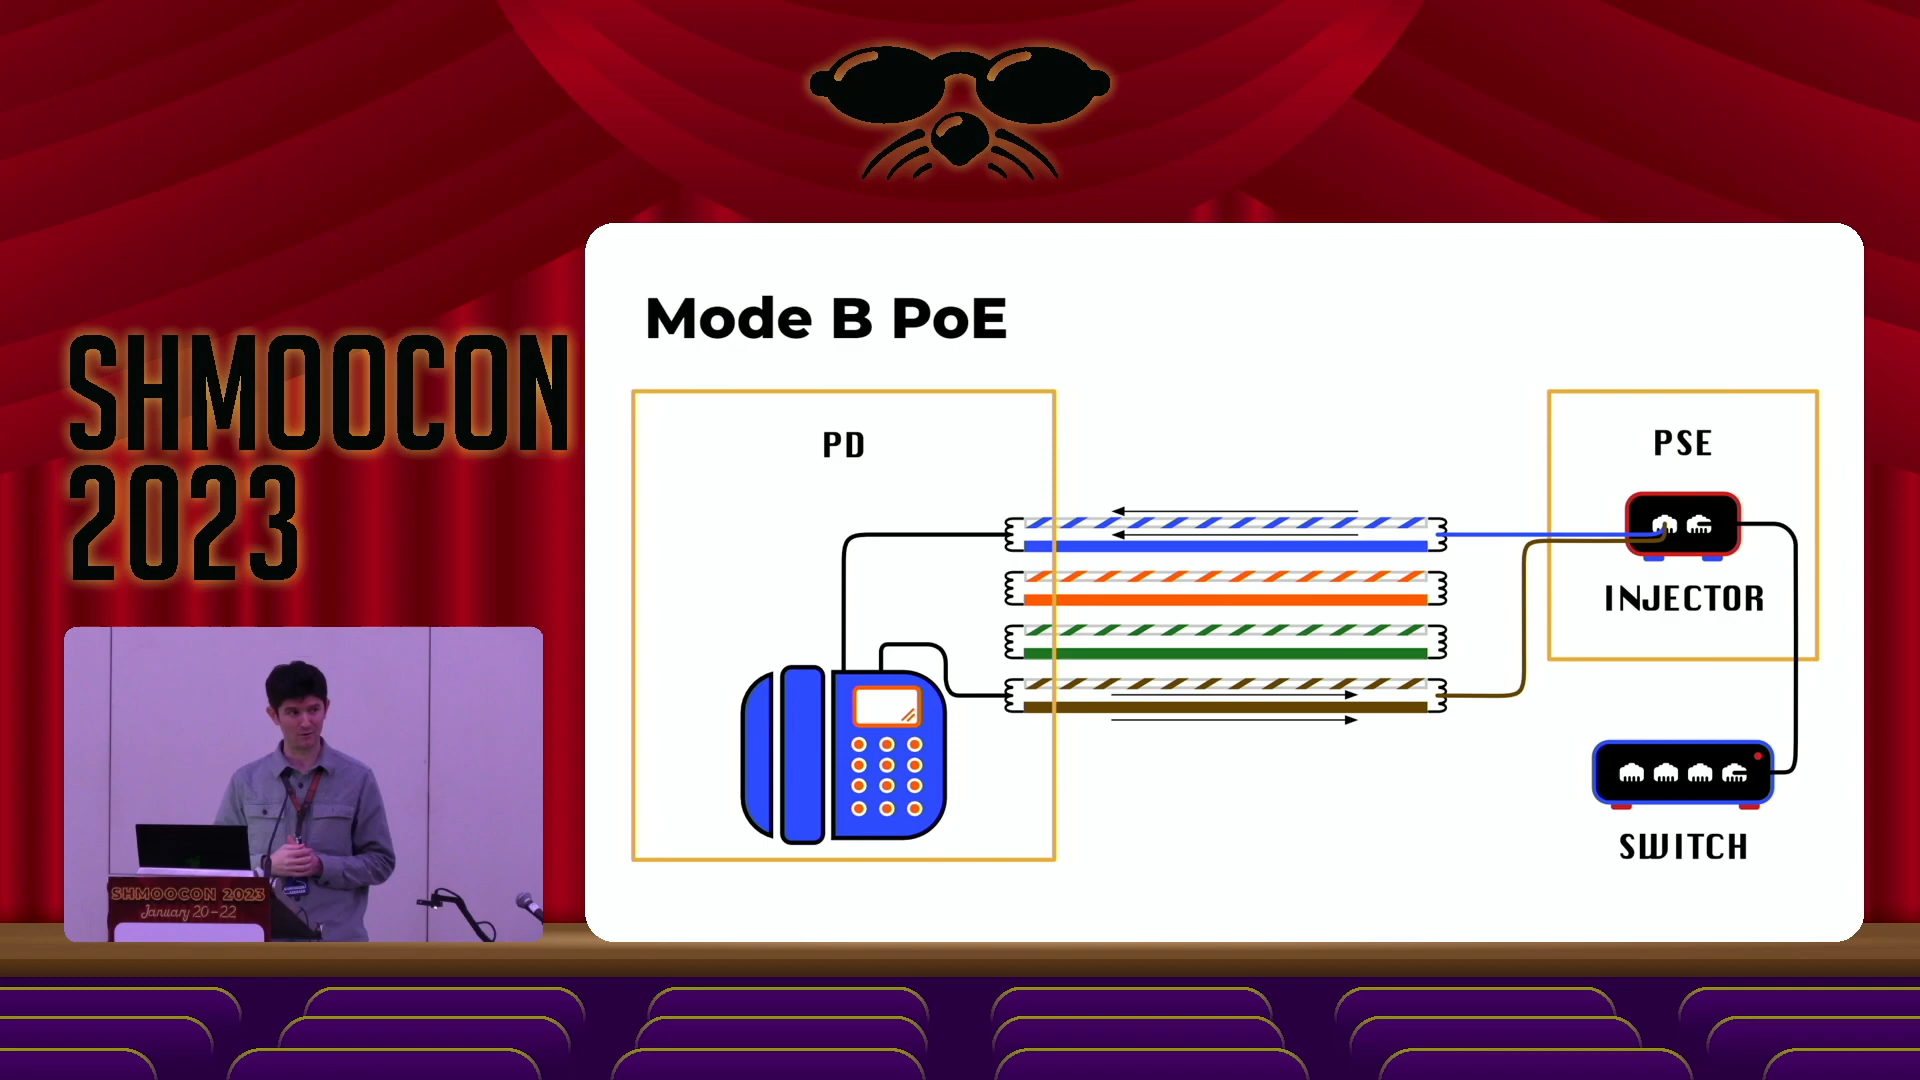 SHMOOCON
2023
Mode B PoE
PD
PSE
INJECTOR
SWITCH
SHMOOCON 2023
January 20-22